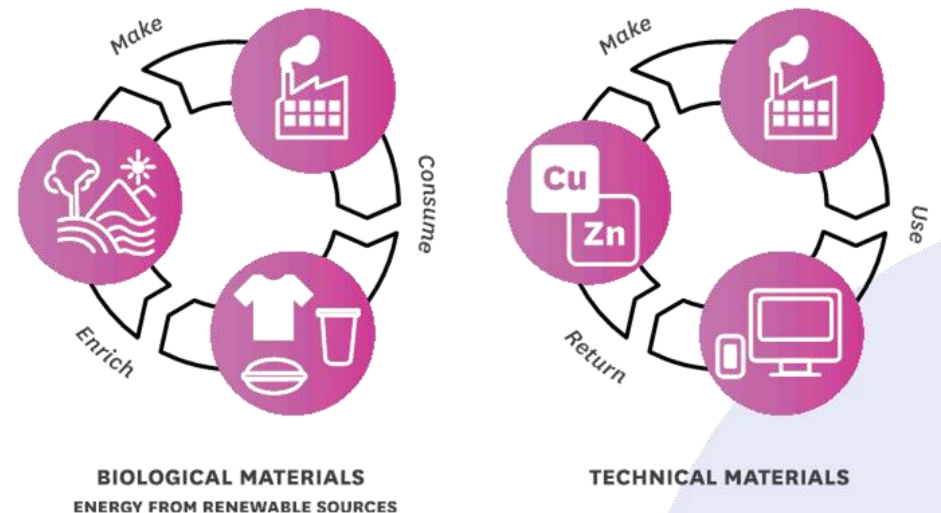 Make
Consume
Enrich
BIOLOGICAL MATERIALS
ENERGY FROM RENEWABLE SOURCES
Make
Cu
Zn
Use
Return
TECHNICAL MATERIALS